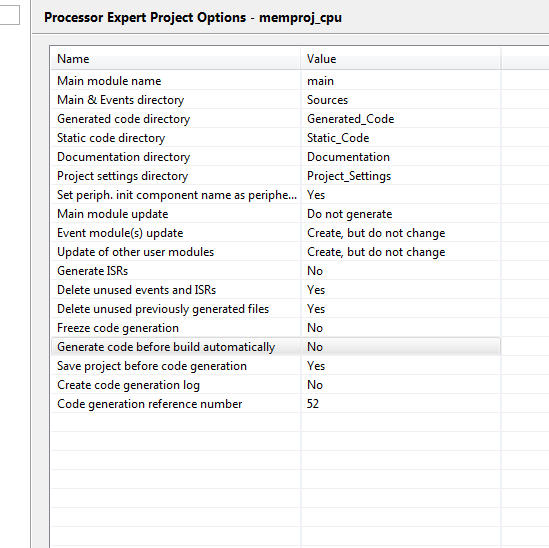 Processor Expert Project Options - memproj_cpu
Name Value
Main module name main
Main & Events directory Sources
Generated code directory Generated_Code
Static code directory Static_Code
Documentation directory Documentation
Project settings directory Project_Settings
Set periph. init component name as periphe... Yes
Main module update Do not generate
Event module(s) update Create, but do not change
Update of other user modules Create, but do not change
Generate ISRs No
Delete unused events and ISRs Yes
Delete unused previously generated files Yes
Freeze code generation No
Generate code before build automatically No
Save project before code generation Yes
Create code generation log No
Code generation reference number 52